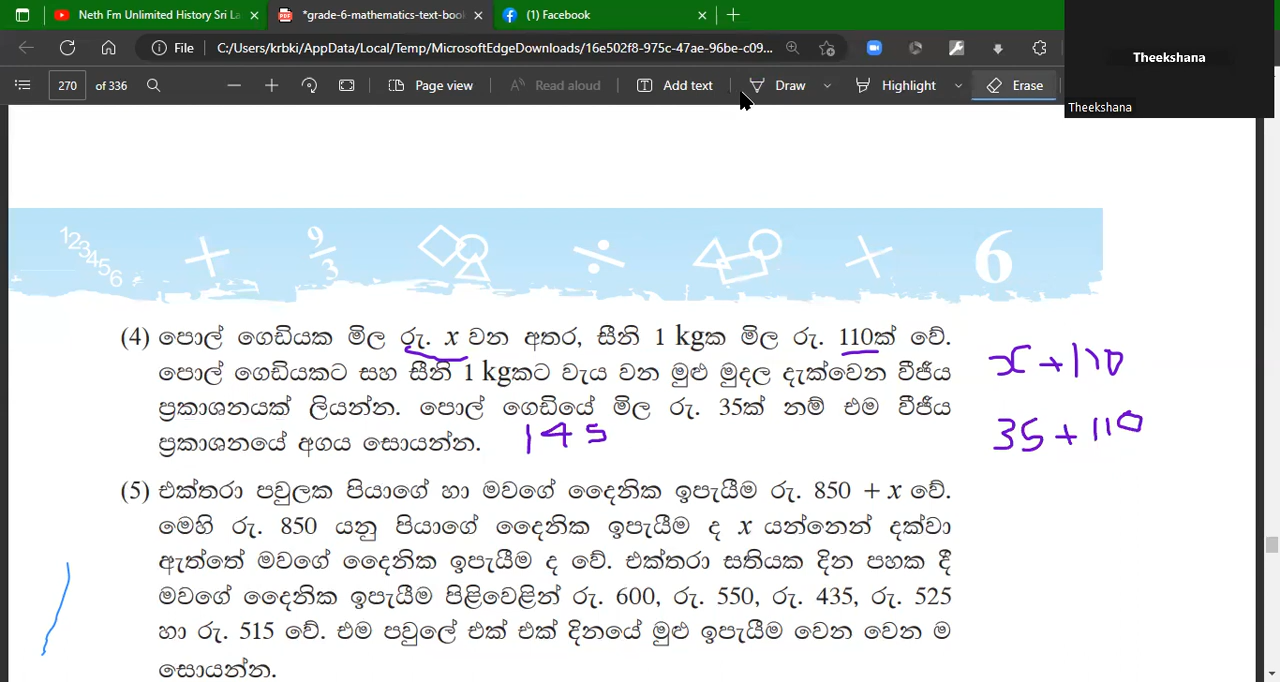 Neth Fm Unlimited History Sri La
*grade-6-mathematics-text-bool
(1) Facebook
File
C:/Users/krbki/AppData/Local/Temp/MicrosoftEdgeDownloads/16e502f8-975c-47ae-96be-c09...
Theekshana
Theekshana
270 of 336
Page view
Read aloud
Add text
Draw
Highlight
Erase
123456 + 9/3 ÷ + 6
(4) පොල් ගෙඩියක මිල රු. x වන අතර, සීනි 1 kgක මිල රු. 110ක් වේ.
පොල් ගෙඩියකට සහ සීනි 1 kgකට වැය වන මුළු මුදල දැක්වෙන වීජීය
ප්‍රකාශනයක් ලියන්න. පොල් ගෙඩියේ මිල රු. 35ක් නම් එම වීජීය
ප්‍රකාශනයේ අගය සොයන්න.
145
x + 110
35 + 110
(5) එක්තරා පවුලක පියාගේ හා මවගේ දෛනික ඉපැයීම රු. 850 + x වේ.
මෙහි රු. 850 යනු පියාගේ දෛනික ඉපැයීම ද x යන්නෙන් දක්වා
ඇත්තේ මවගේ දෛනික ඉපැයීම ද වේ. එක්තරා සතියක දින පහක දී
මවගේ දෛනික ඉපැයීම පිළිවෙළින් රු. 600, රු. 550, රු. 435, රු. 525
හා රු. 515 වේ. එම පවුලේ එක් එක් දිනයේ මුළු ඉපැයීම වෙන වෙන ම
සොයන්න.